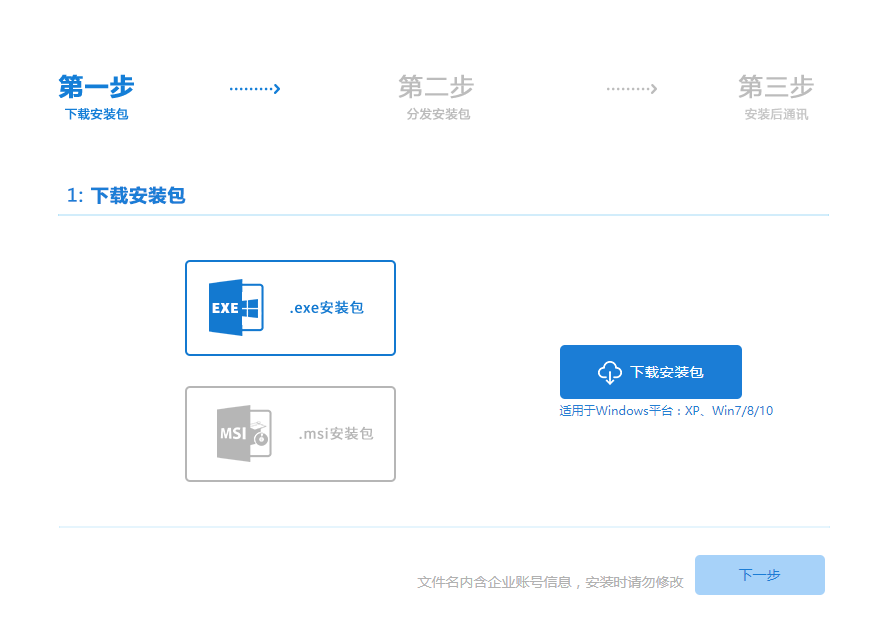 第一步
第二步
第三步
下载安装包
分发安装包
安装后通讯
1: 下载安装包
EXE
.exe安装包
下载安装包
适用于Windows平台：XP、Win7/8/10
MSI
.msi安装包
文件名内含企业账号信息，安装时请勿修改
下一步